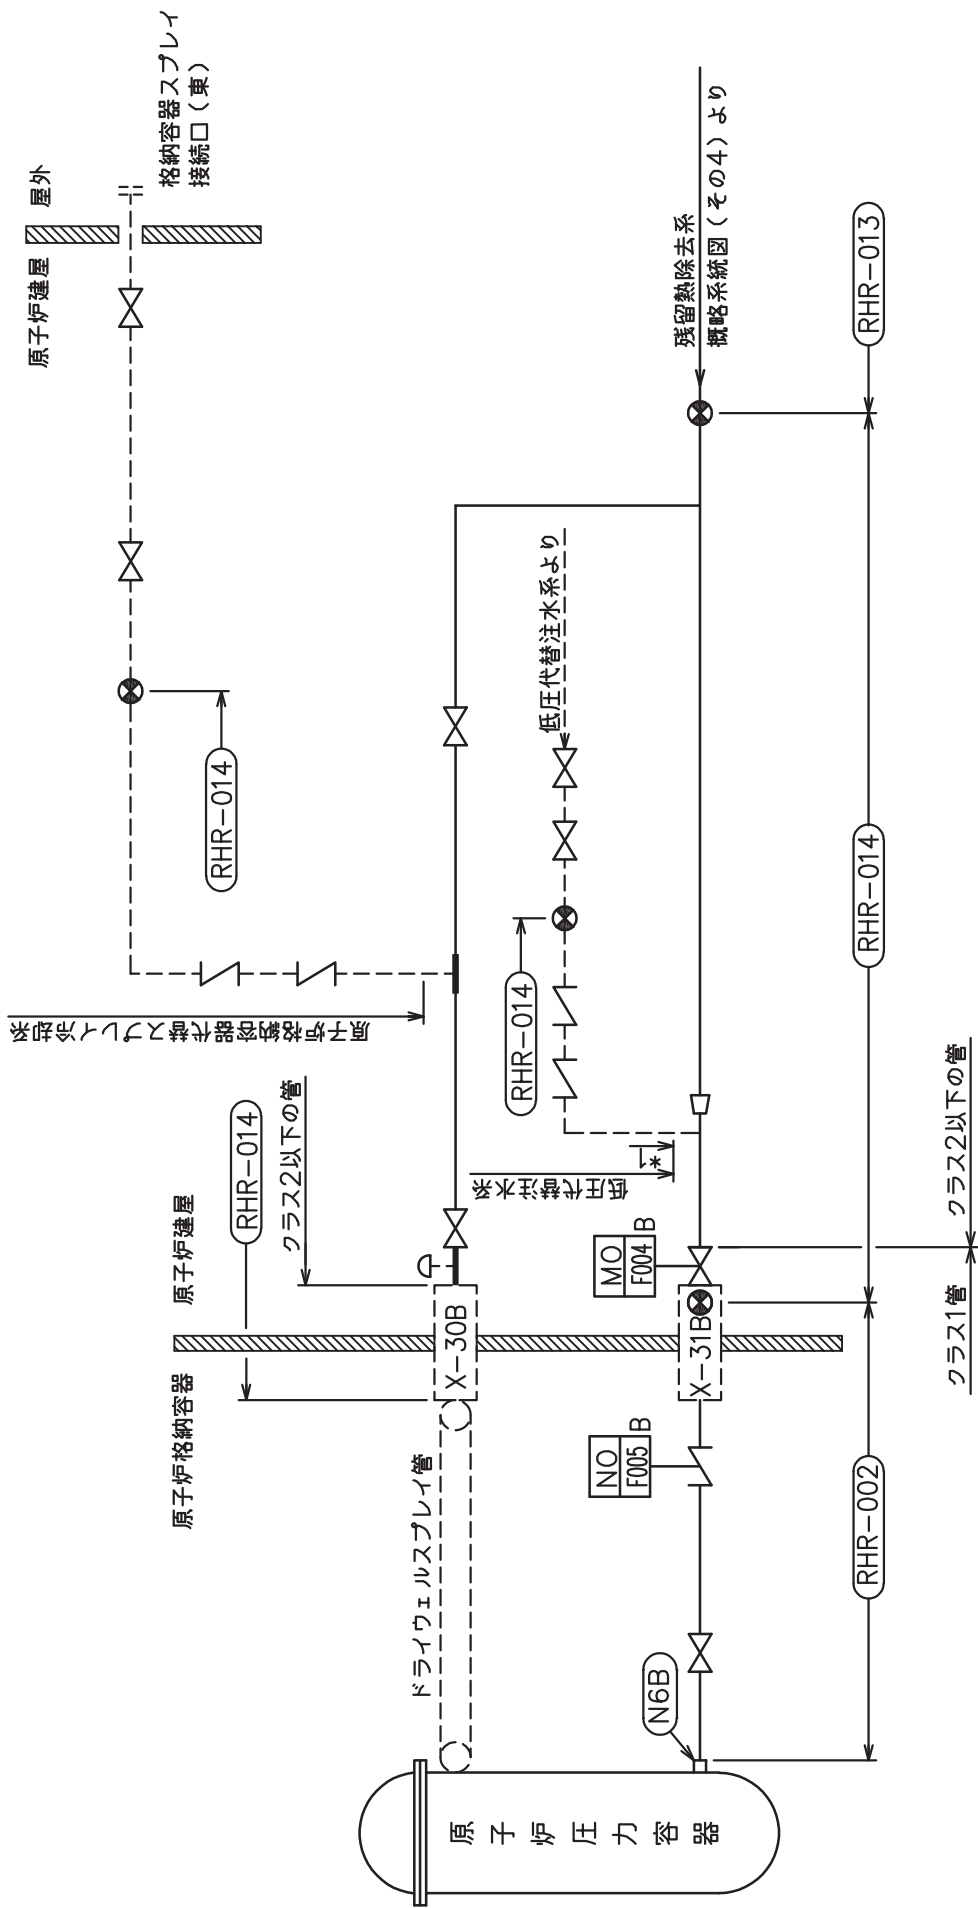 屋外
原子炉建屋
格納容器スプレイ
接続口(東)
残留熱除去系
概略系統図(その4)より
RHR-013
低圧代替注水系より
RHR-014
RHR-014
RHR-014
原子炉格納容器代替スプレイ冷却系
RHR-014
クラス2以下の管
低圧代替注水系
*1
クラス2以下の管
クラス1管
原子炉建屋
原子炉格納容器
MO
F004
B
X-30B
X-31B
NO
F005
B
ドライウェルスプレイ管
RHR-002
N6B
原子炉圧力容器